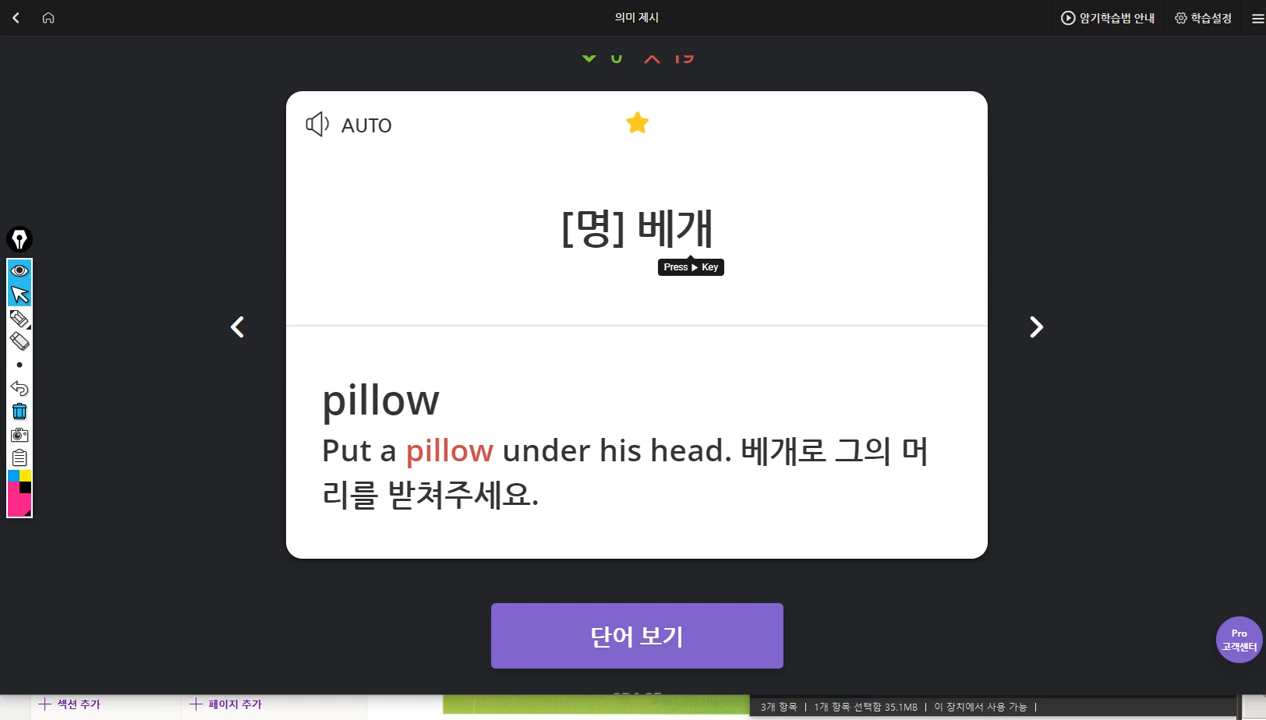 의미 제시
암기학습법 안내
학습설정
0 19
AUTO
[명] 베개
Press ▶ Key
pillow
Put a pillow under his head. 베개로 그의 머
리를 받쳐주세요.
단어 보기
Pro
고객센터
SPACE
섹션 추가
페이지 추가
3개 항목 | 1개 항목 선택함 35.1MB | 이 장치에서 사용 가능 |